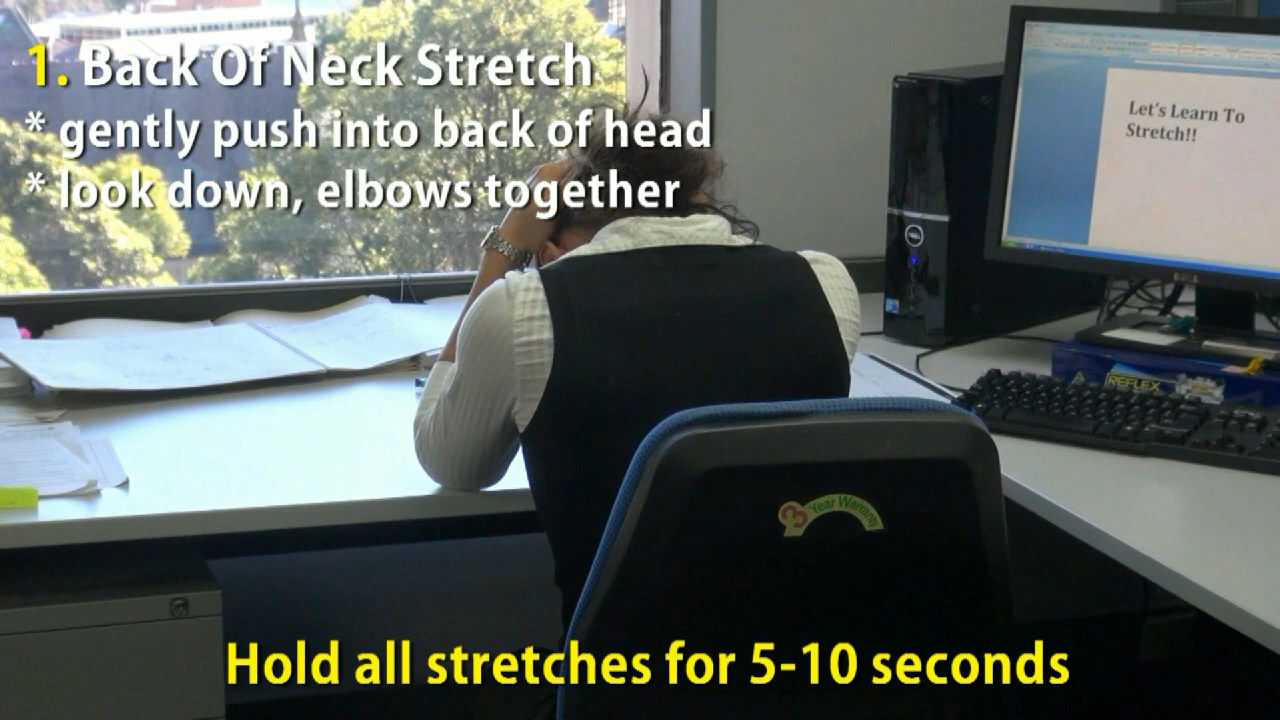 1. Back Of Neck Stretch
* gently push into back of head
* look down, elbows together
Let's Learn To
Stretch!!
DELL
REFLEX
3 Year Warranty
Hold all stretches for 5-10 seconds